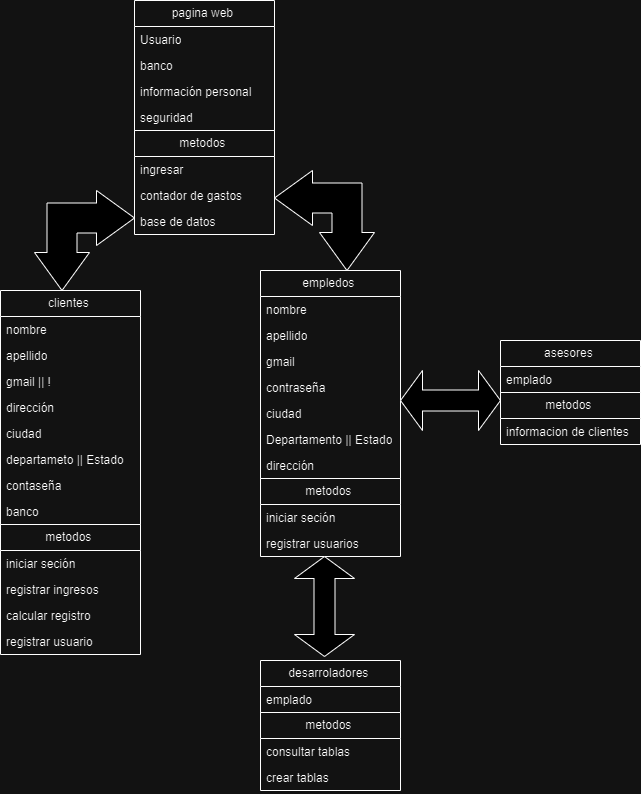 pagina web
Usuario
banco
información personal
seguridad
metodos
ingresar
contador de gastos
base de datos
clientes
nombre
apellido
gmail || !
dirección
ciudad
departameto || Estado
contaseña
banco
metodos
iniciar seción
registrar ingresos
calcular registro
registrar usuario
empledos
nombre
apellido
gmail
contraseña
ciudad
Departamento || Estado
dirección
metodos
iniciar seción
registrar usuarios
asesores
emplado
metodos
informacion de clientes
desarroladores
emplado
metodos
consultar tablas
crear tablas